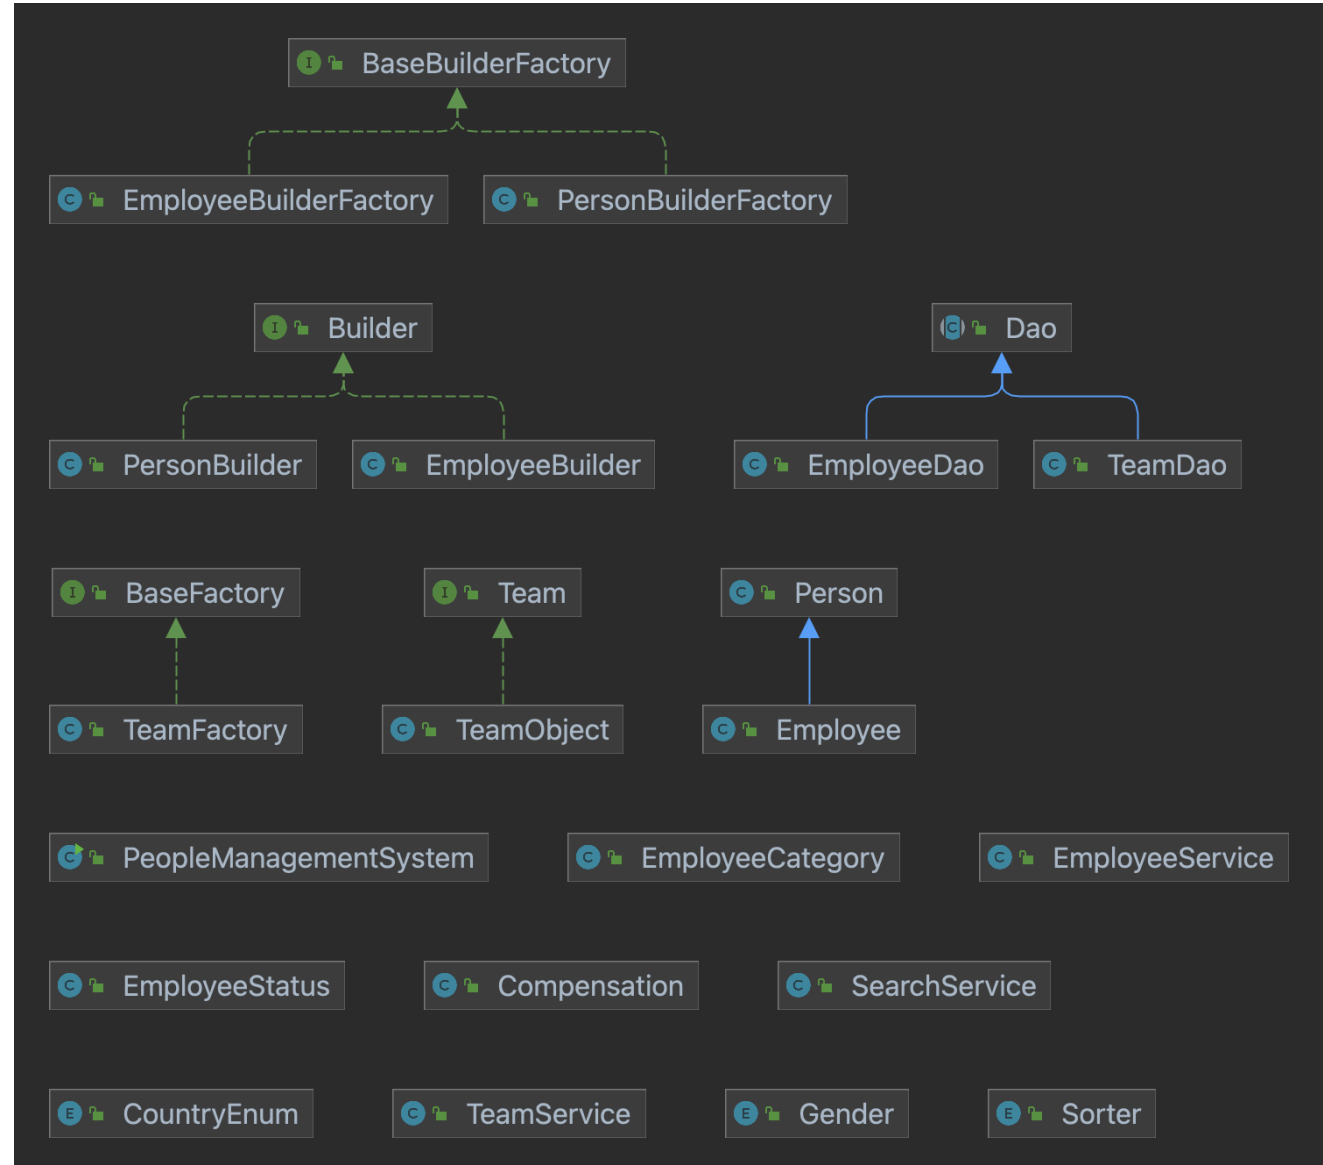 BaseBuilderFactory
EmployeeBuilderFactory
PersonBuilderFactory
Builder
Dao
PersonBuilder
EmployeeBuilder
EmployeeDao
TeamDao
BaseFactory
Team
Person
TeamFactory
TeamObject
Employee
PeopleManagementSystem
EmployeeCategory
EmployeeService
EmployeeStatus
Compensation
SearchService
CountryEnum
TeamService
Gender
Sorter